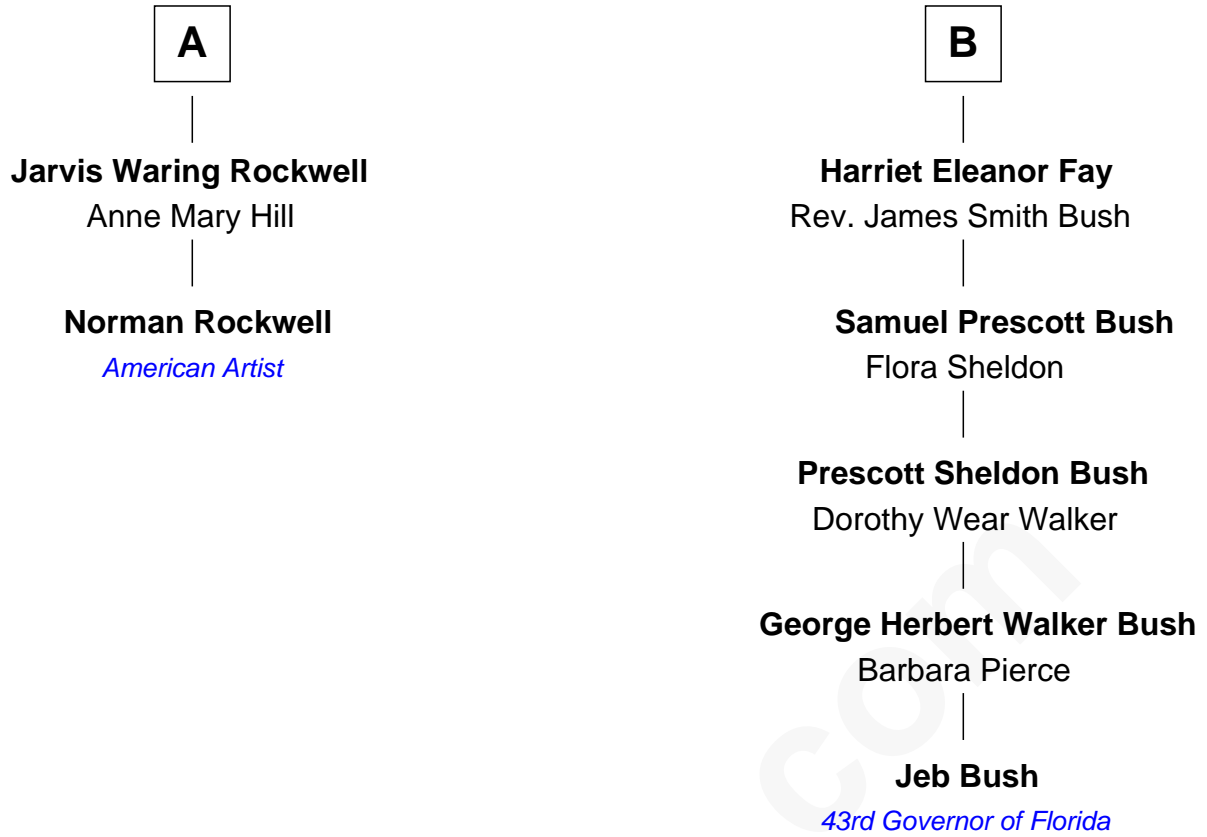 A
Jarvis Waring Rockwell
Anne Mary Hill
Norman Rockwell
American Artist
B
Harriet Eleanor Fay
Rev. James Smith Bush
Samuel Prescott Bush
Flora Sheldon
Prescott Sheldon Bush
Dorothy Wear Walker
George Herbert Walker Bush
Barbara Pierce
Jeb Bush
43rd Governor of Florida
com